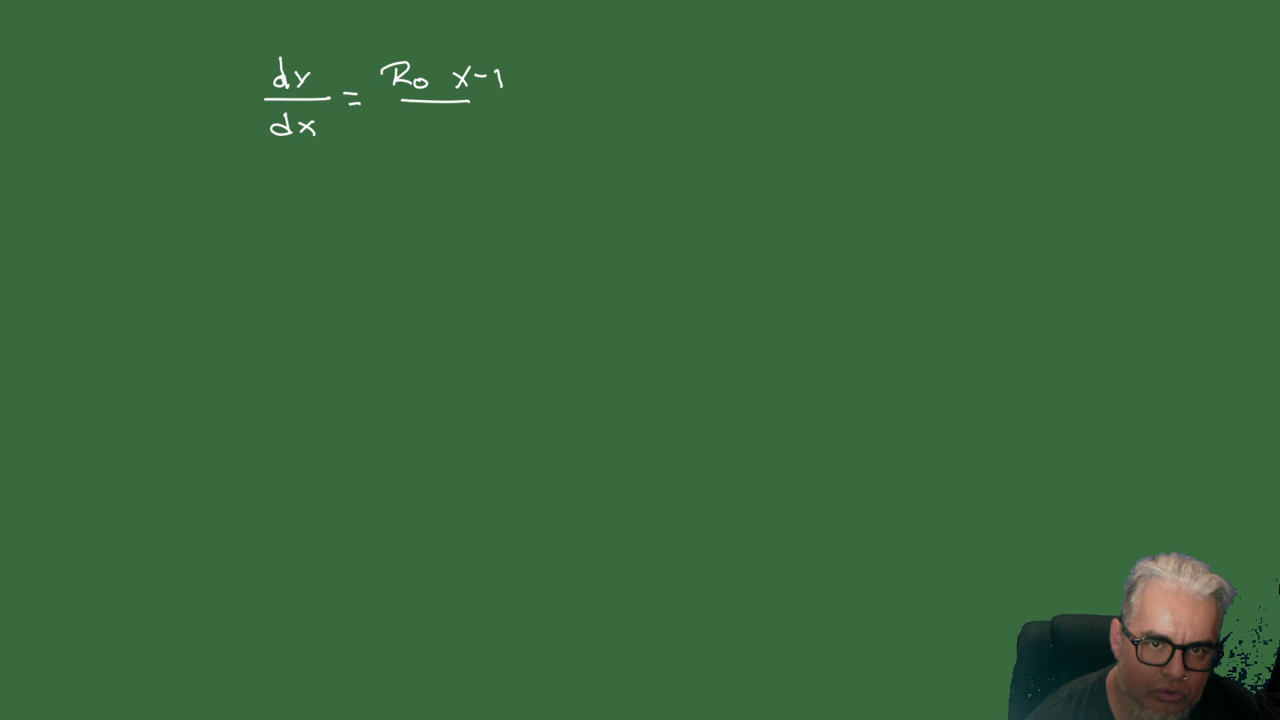 dy/dx = R₀ x-1